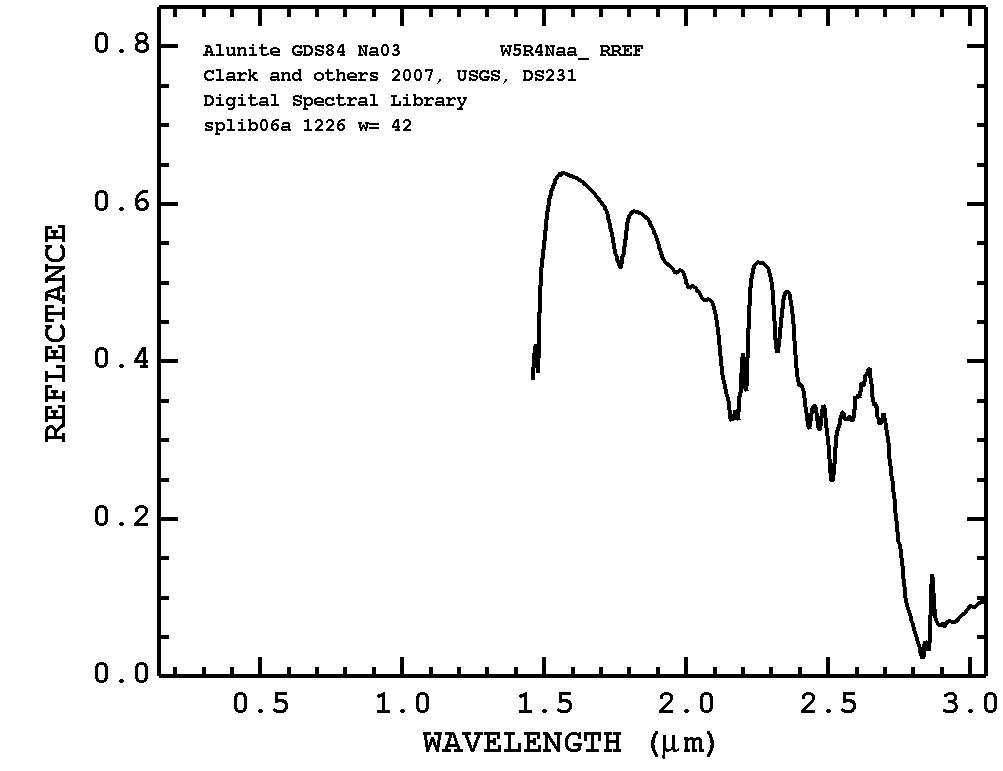 Alunite GDS84 Na03 W5R4Naa_ RREF
Clark and others 2007, USGS, DS231
Digital Spectral Library
splib06a 1226 w= 42
0.8
0.6
0.4
0.2
0.0
REFLECTANCE
0.5 1.0 1.5 2.0 2.5 3.0
WAVELENGTH (μm)